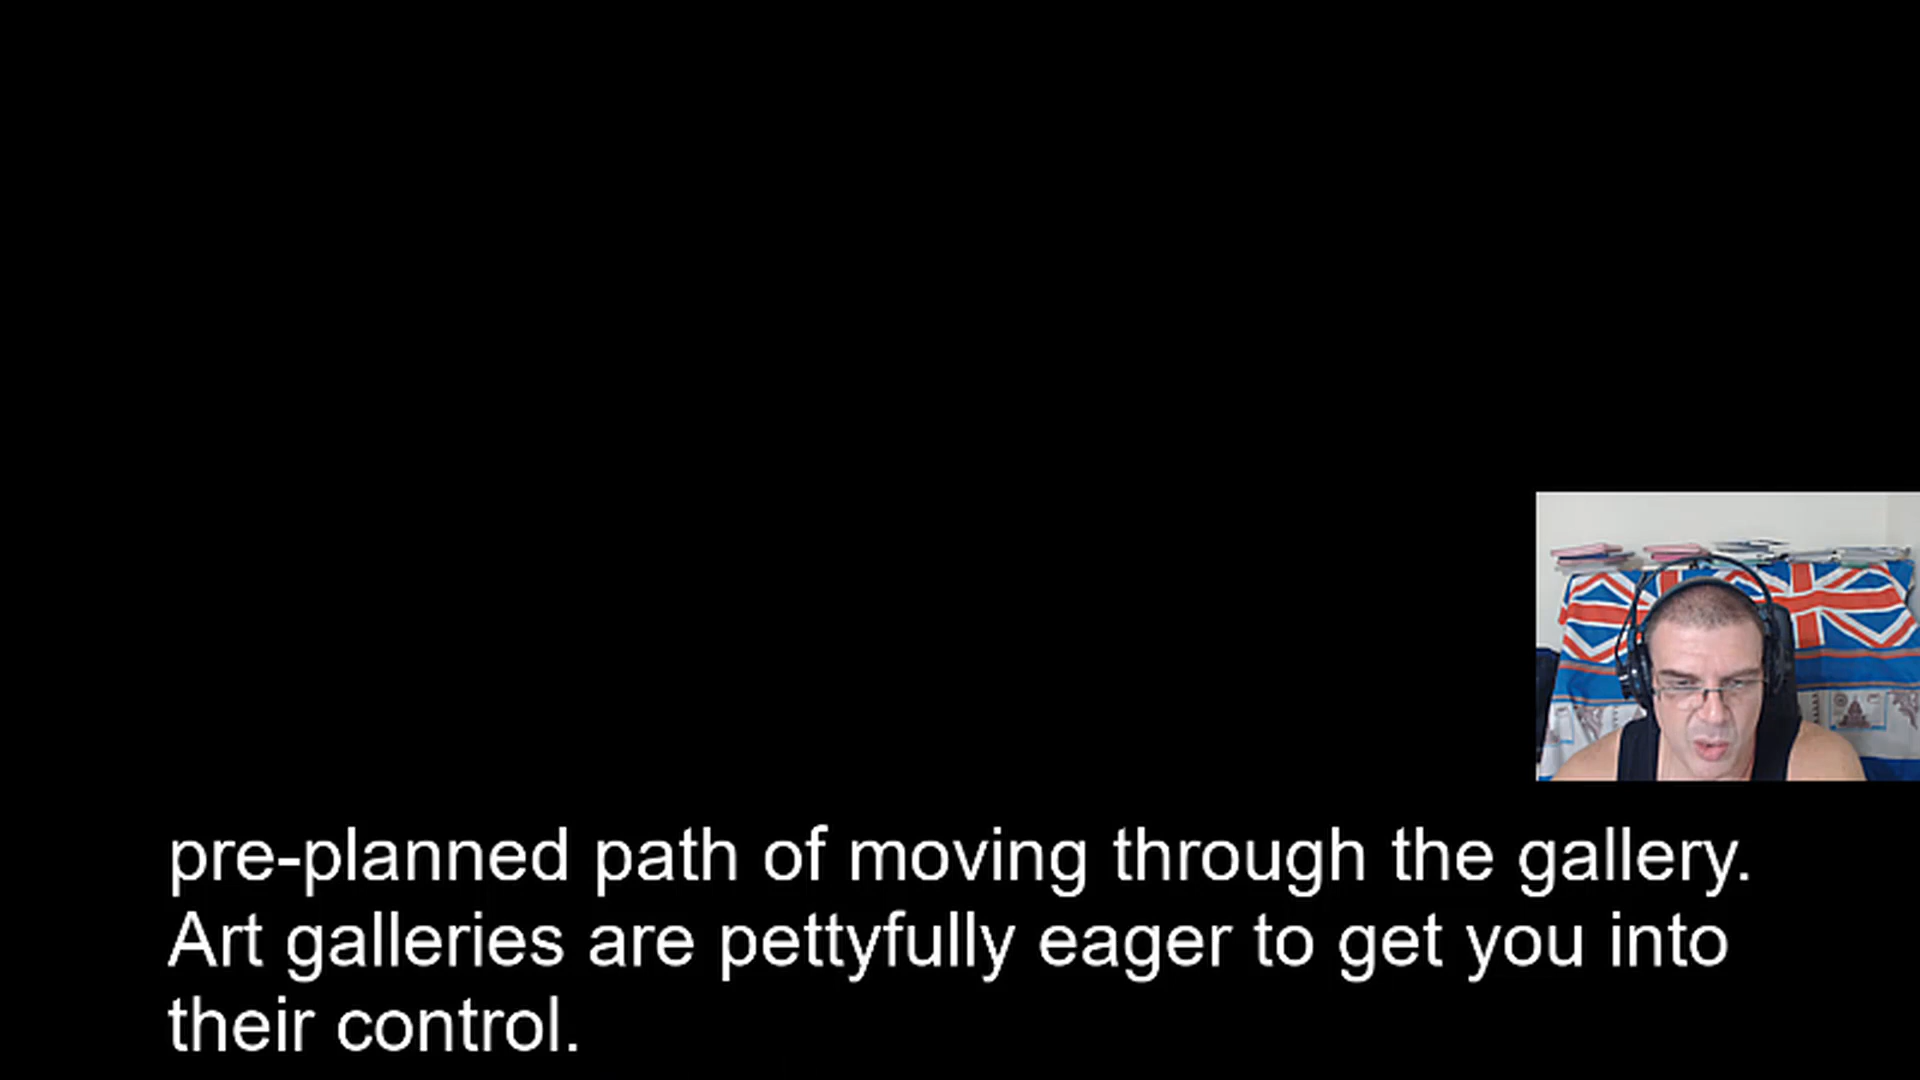 pre-planned path of moving through the gallery.
Art galleries are pettyfully eager to get you into
their control.